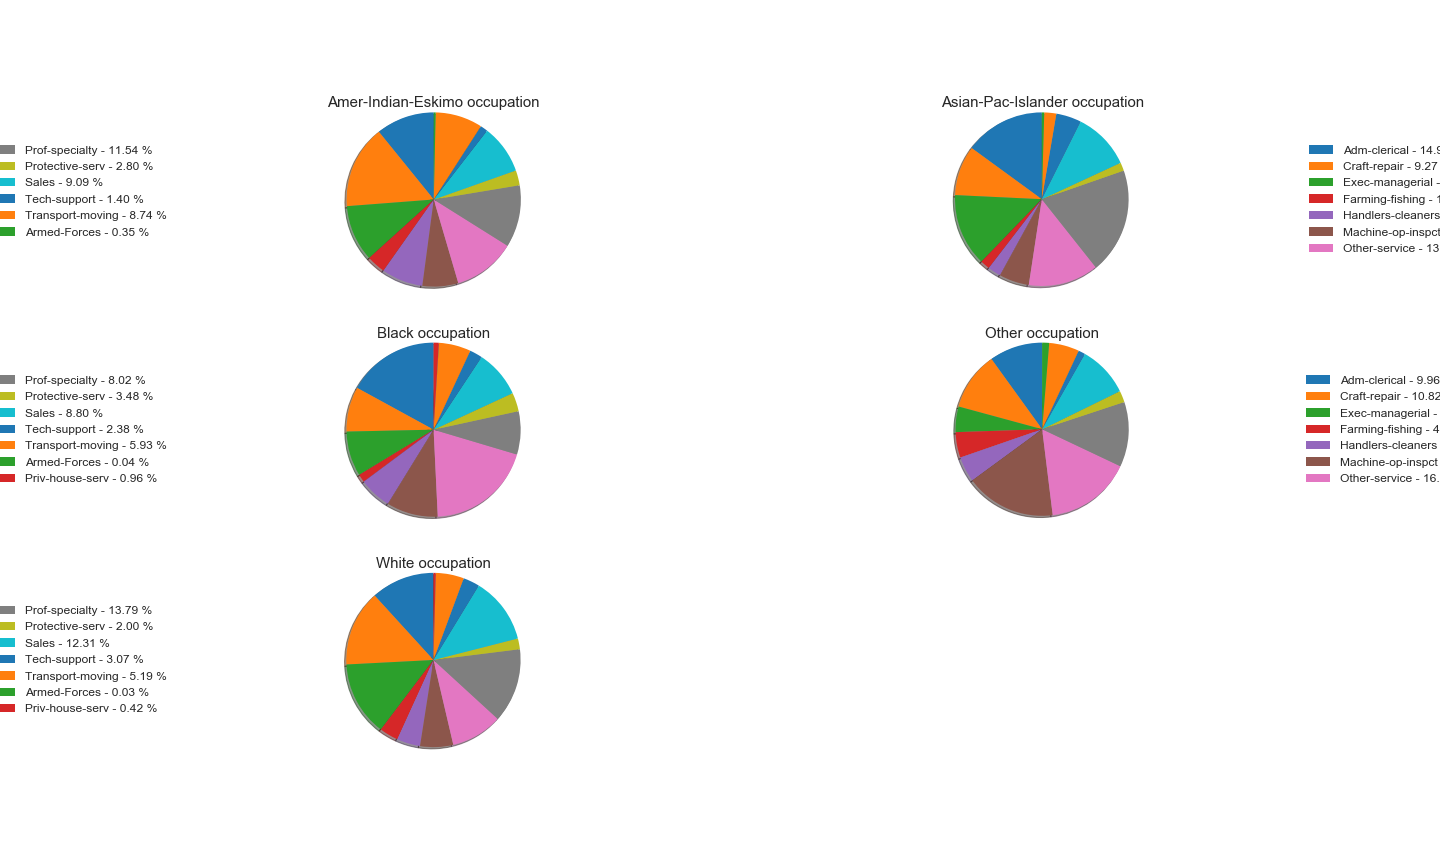 Amer-Indian-Eskimo occupation
Prof-specialty - 11.54 %
Protective-serv - 2.80 %
Sales - 9.09 %
Tech-support - 1.40 %
Transport-moving - 8.74 %
Armed-Forces - 0.35 %
Asian-Pac-Islander occupation
Adm-clerical - 14.9
Craft-repair - 9.27
Exec-managerial -
Farming-fishing - 1
Handlers-cleaners
Machine-op-inspct
Other-service - 13
Black occupation
Prof-specialty - 8.02 %
Protective-serv - 3.48 %
Sales - 8.80 %
Tech-support - 2.38 %
Transport-moving - 5.93 %
Armed-Forces - 0.04 %
Priv-house-serv - 0.96 %
Other occupation
Adm-clerical - 9.96
Craft-repair - 10.82
Exec-managerial -
Farming-fishing - 4
Handlers-cleaners
Machine-op-inspct
Other-service - 16.
White occupation
Prof-specialty - 13.79 %
Protective-serv - 2.00 %
Sales - 12.31 %
Tech-support - 3.07 %
Transport-moving - 5.19 %
Armed-Forces - 0.03 %
Priv-house-serv - 0.42 %